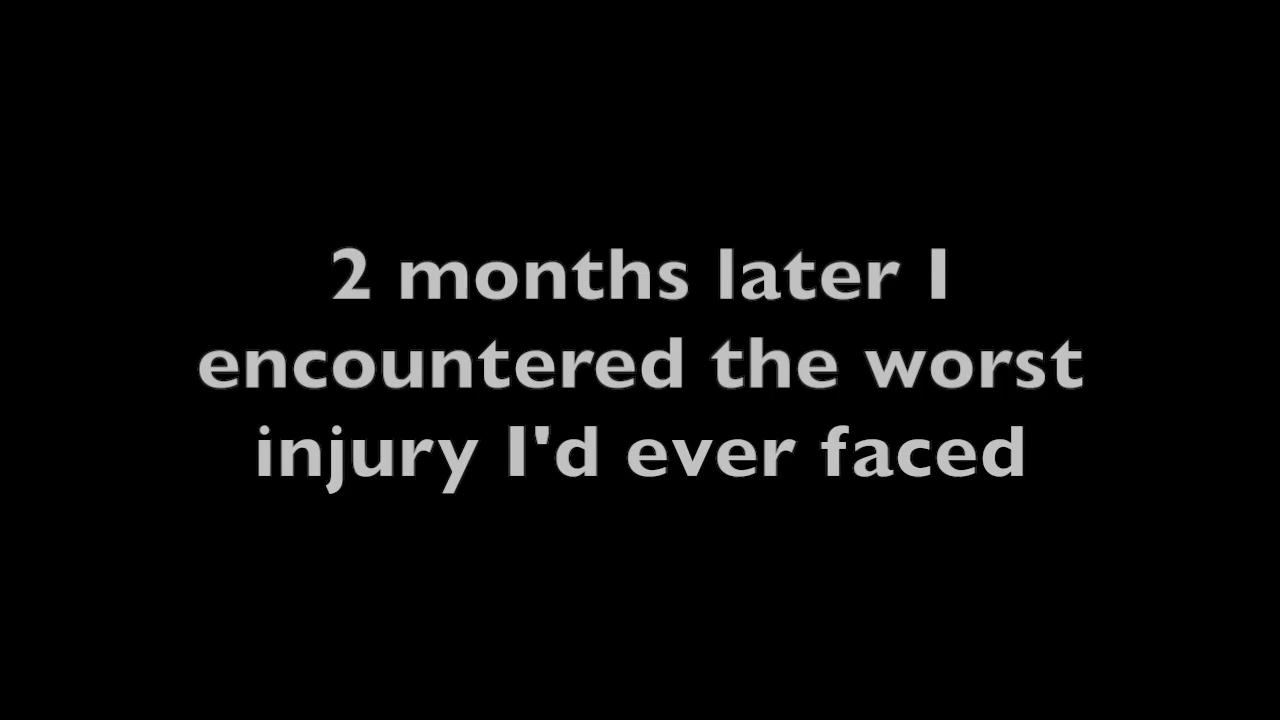 2 months later I
encountered the worst
injury I'd ever faced